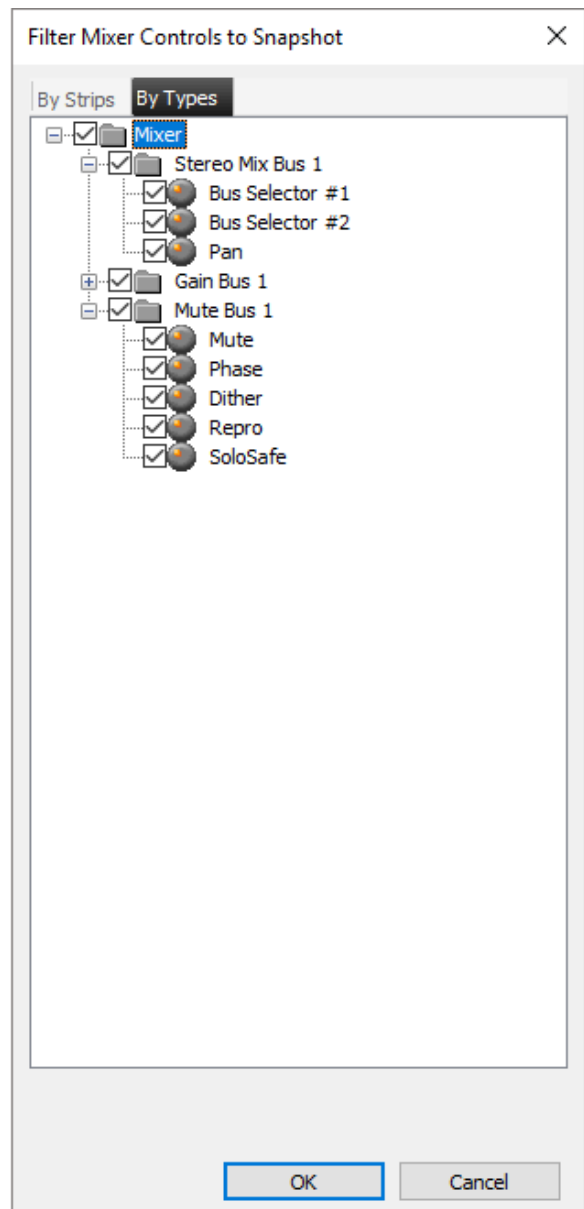 Filter Mixer Controls to Snapshot
By Strips By Types
Mixer
Stereo Mix Bus 1
Bus Selector #1
Bus Selector #2
Pan
Gain Bus 1
Mute Bus 1
Mute
Phase
Dither
Repro
SoloSafe
OK Cancel